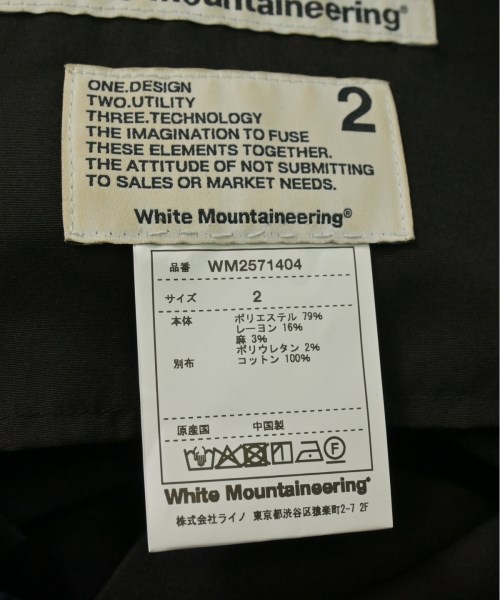 Mountaineering®
ONE.DESIGN
TWO.UTILITY
THREE.TECHNOLOGY
THE IMAGINATION TO FUSE
THESE ELEMENTS TOGETHER.
THE ATTITUDE OF NOT SUBMITTING
TO SALES OR MARKET NEEDS.
2
White Mountaineering®
品番 WM2571404
サイズ 2
本体 ポリエステル 79%
レーヨン 16%
麻 3%
ポリウレタン 2%
別布 コットン 100%
原産国 中国製
F
White Mountaineering®
株式会社ライノ 東京都渋谷区猿楽町2-7 2F